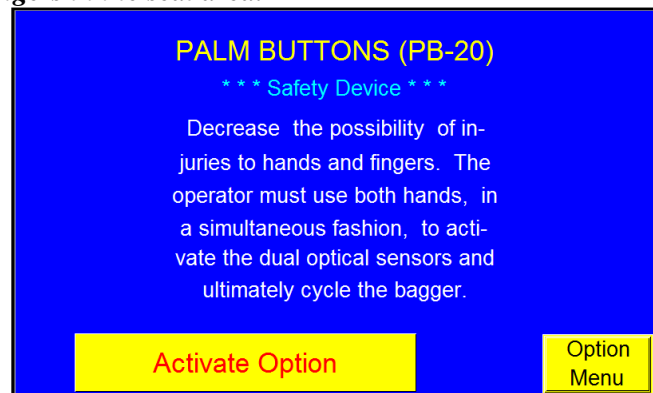 PALM BUTTONS (PB-20)
* * * Safety Device * * *
Decrease the possibility of in-
juries to hands and fingers. The
operator must use both hands, in
a simultaneous fashion, to acti-
vate the dual optical sensors and
ultimately cycle the bagger.
Activate Option
Option
Menu